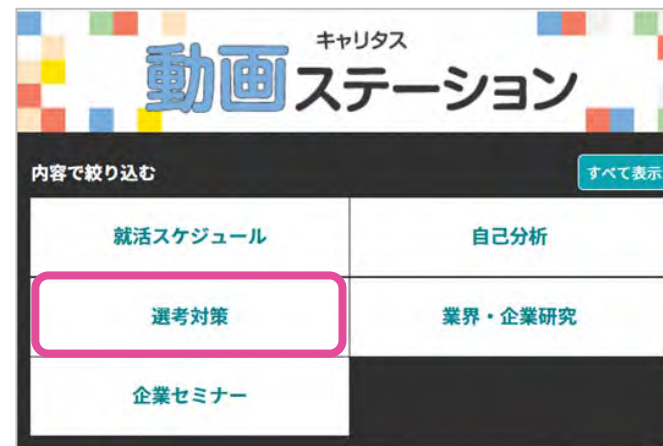 キャリタス
動画ステーション
内容で絞り込む
すべて表示
就活スケジュール
自己分析
選考対策
業界・企業研究
企業セミナー